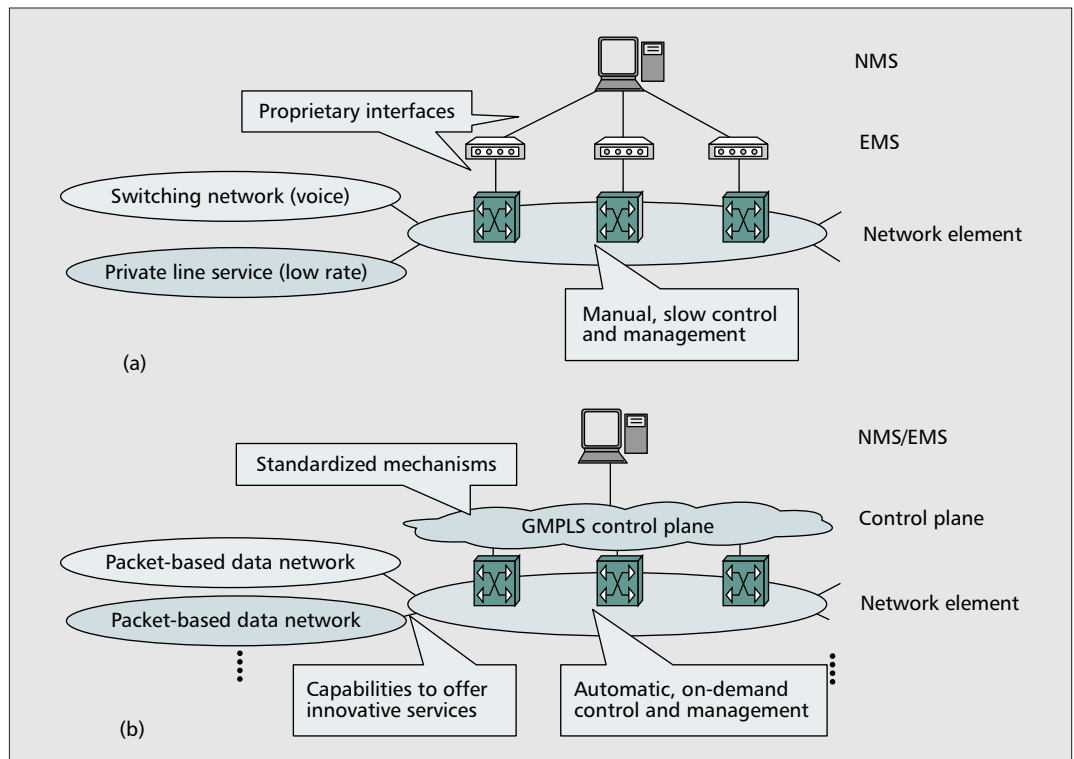 NMS
Proprietary interfaces
EMS
Switching network (voice)
Network element
Private line service (low rate)
Manual, slow control
and management
(a)
NMS/EMS
Standardized mechanisms
GMPLS control plane
Control plane
Packet-based data network
Network element
Packet-based data network
Capabilities to offer
innovative services
Automatic, on-demand
control and management
(b)